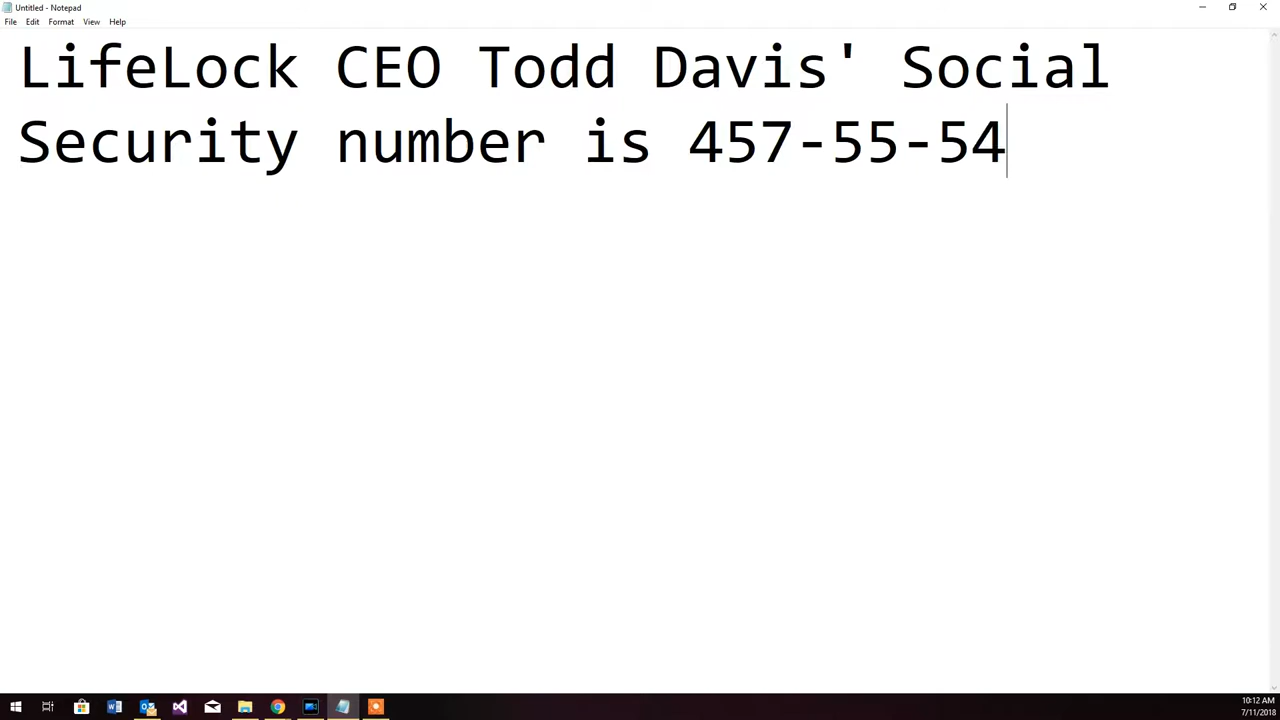 Untitled - Notepad
File Edit Format View Help
LifeLock CEO Todd Davis' Social
Security number is 457-55-54
10:12 AM
7/11/2018